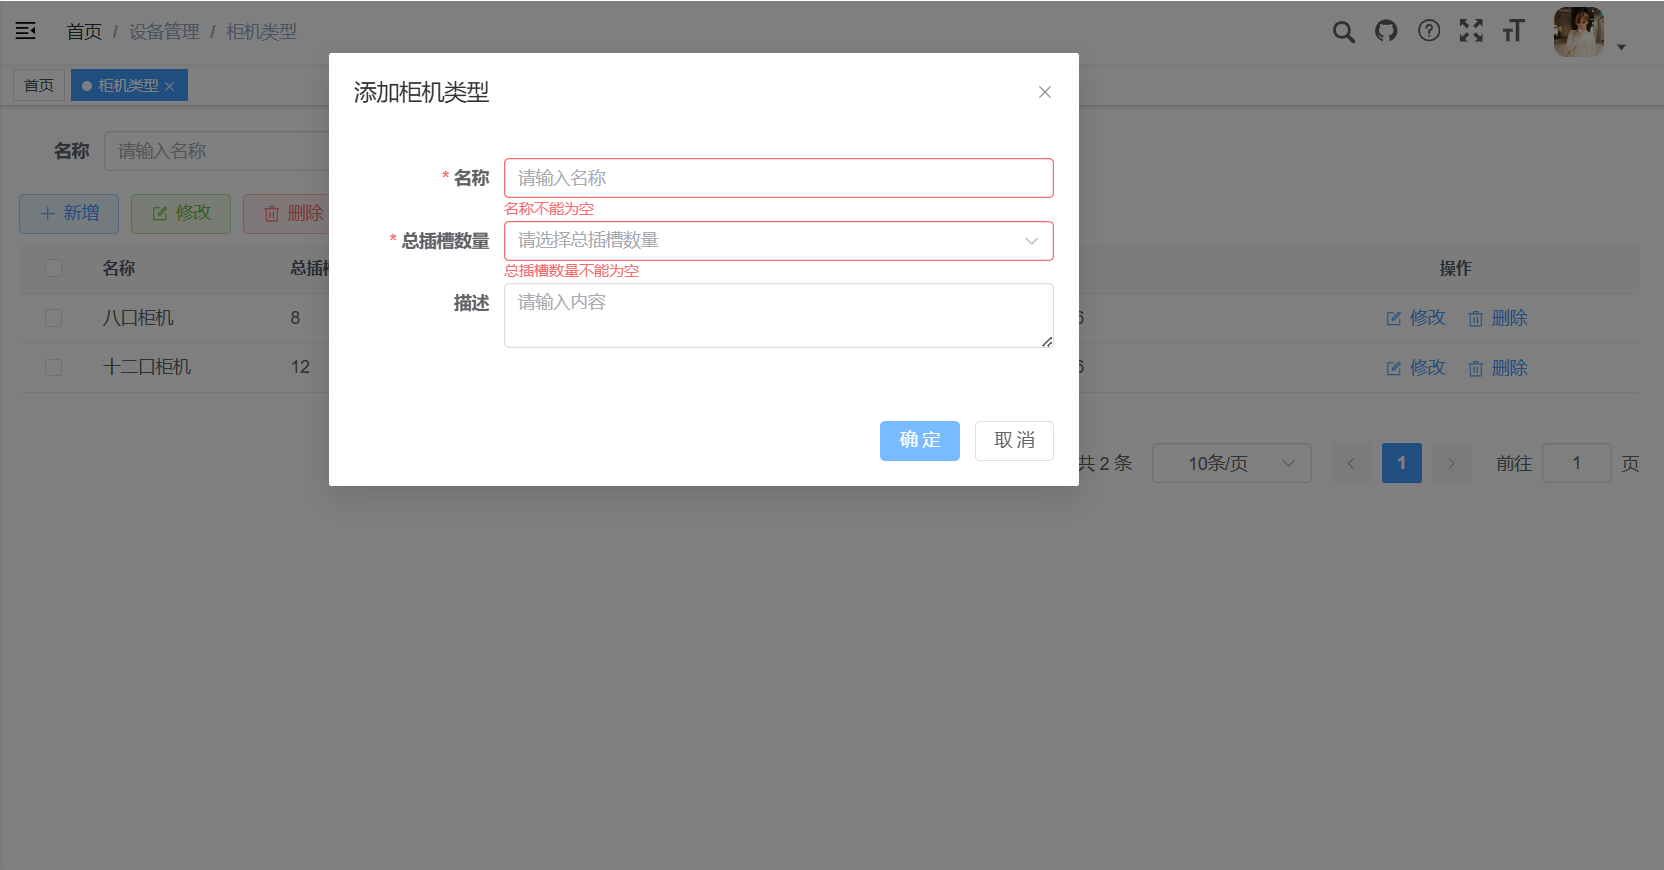 首页 / 设备管理 / 柜机类型
首页
柜机类型
名称 请输入名称
新增 修改 删除
名称 总插
八口柜机 8
十二口柜机 12
添加柜机类型
* 名称 请输入名称
名称不能为空
* 总插槽数量 请选择总插槽数量
总插槽数量不能为空
描述 请输入内容
确 定 取 消
操作
6 修改 删除
6 修改 删除
共 2 条 10条/页 1 前往 1 页